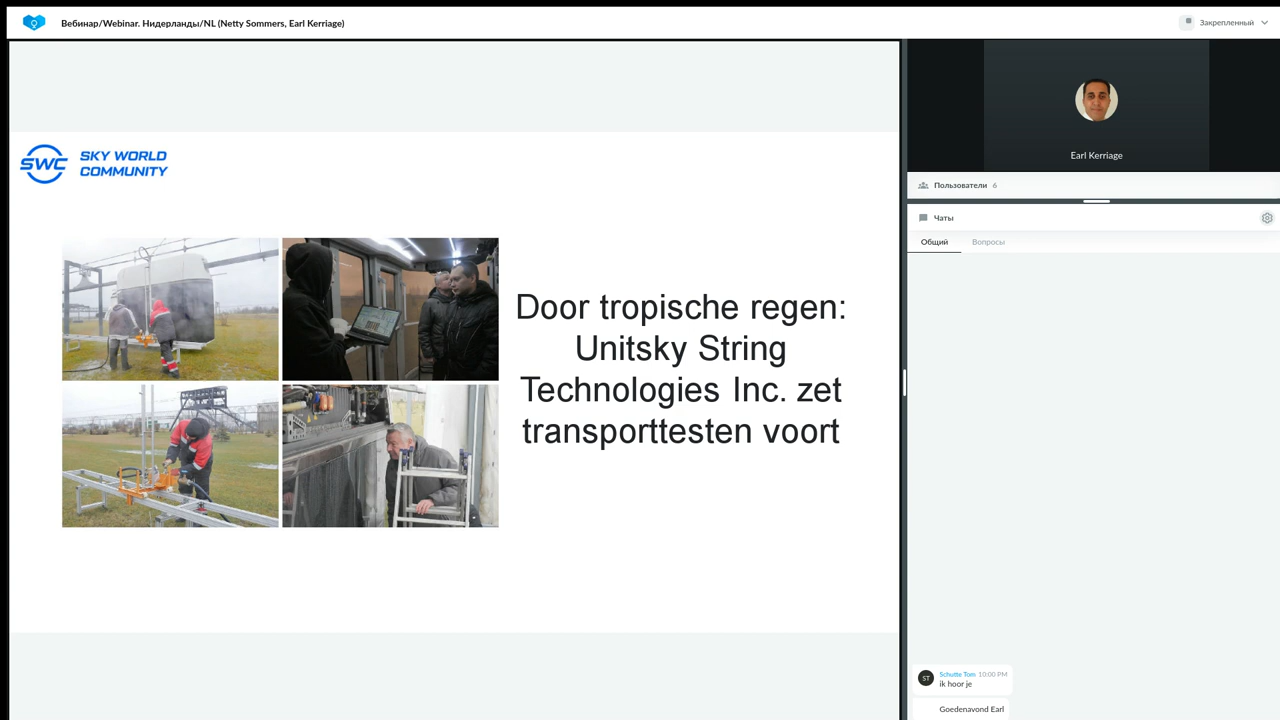 Вебинар/Webinar. Нидерланды/NL (Netty Sommers, Earl Kerriage)
Закрепленный
SWC
SKY WORLD
COMMUNITY
Door tropische regen:
Unitsky String
Technologies Inc. zet
transporttesten voort
Earl Kerriage
Пользователи 6
Чаты
Общий Вопросы
ST
Schutte Tom 10:00 PM
ik hoor je
Goedenavond Earl